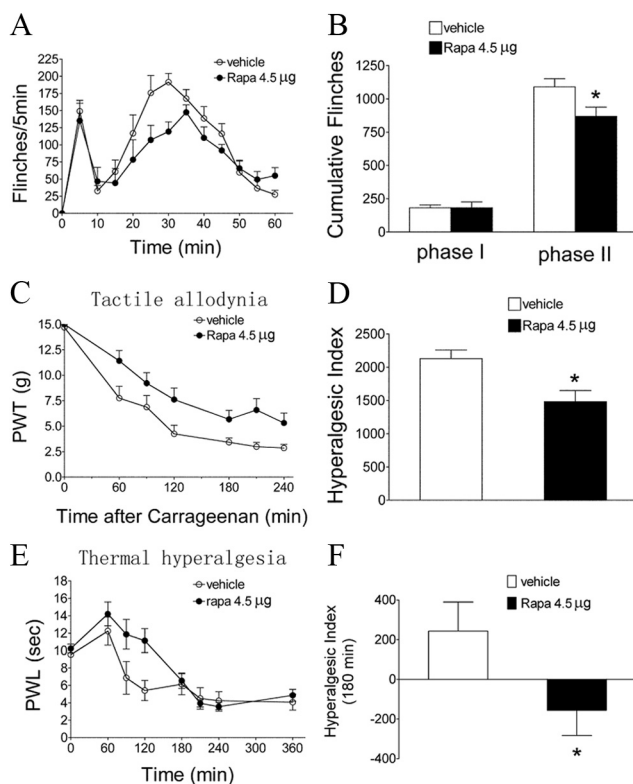 A
vehicle
Rapa 4.5 μg
Flinches/5min
225
200
175
150
125
100
75
50
25
0
0 10 20 30 40 50 60
Time (min)
B
vehicle
Rapa 4.5 μg
Cumulative Flinches
1250
1000
750
500
250
0
*
phase I phase II
C
Tactile allodynia
vehicle
Rapa 4.5 μg
PWT (g)
15.0
12.5
10.0
7.5
5.0
2.5
0.0
0 60 120 180 240
Time after Carrageenan (min)
D
vehicle
Rapa 4.5 μg
Hyperalgesic Index
2500
2000
1500
1000
500
0
*
E
Thermal hyperalgesia
vehicle
rapa 4.5 μg
PWL (sec)
16
14
12
10
8
6
4
2
0
0 60 120 180 240 300 360
Time (min)
F
vehicle
Rapa 4.5 μg
Hyperalgesic Index
(180 min)
400
200
0
-200
-400
*